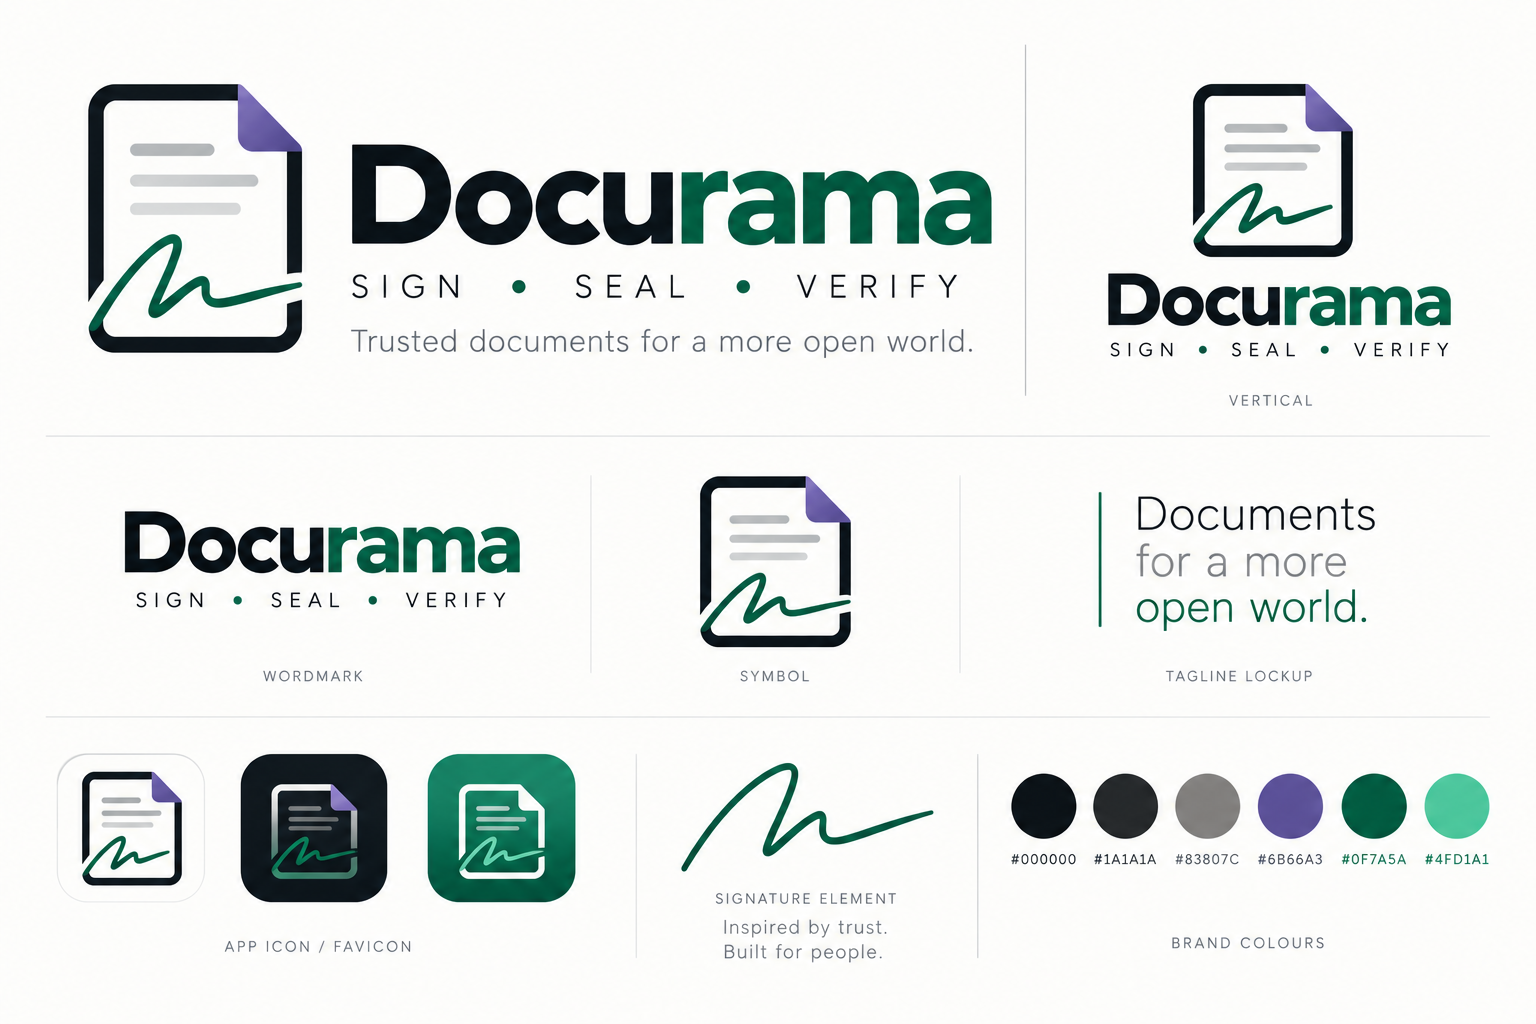 Docurama
SIGN • SEAL • VERIFY
Trusted documents for a more open world.
Docurama
SIGN • SEAL • VERIFY
VERTICAL
Docurama
SIGN • SEAL • VERIFY
WORDMARK
SYMBOL
Documents
for a more
open world.
TAGLINE LOCKUP
APP ICON / FAVICON
SIGNATURE ELEMENT
Inspired by trust.
Built for people.
#000000 #1A1A1A #83807C #6B66A3 #0F7A5A #4FD1A1
BRAND COLOURS